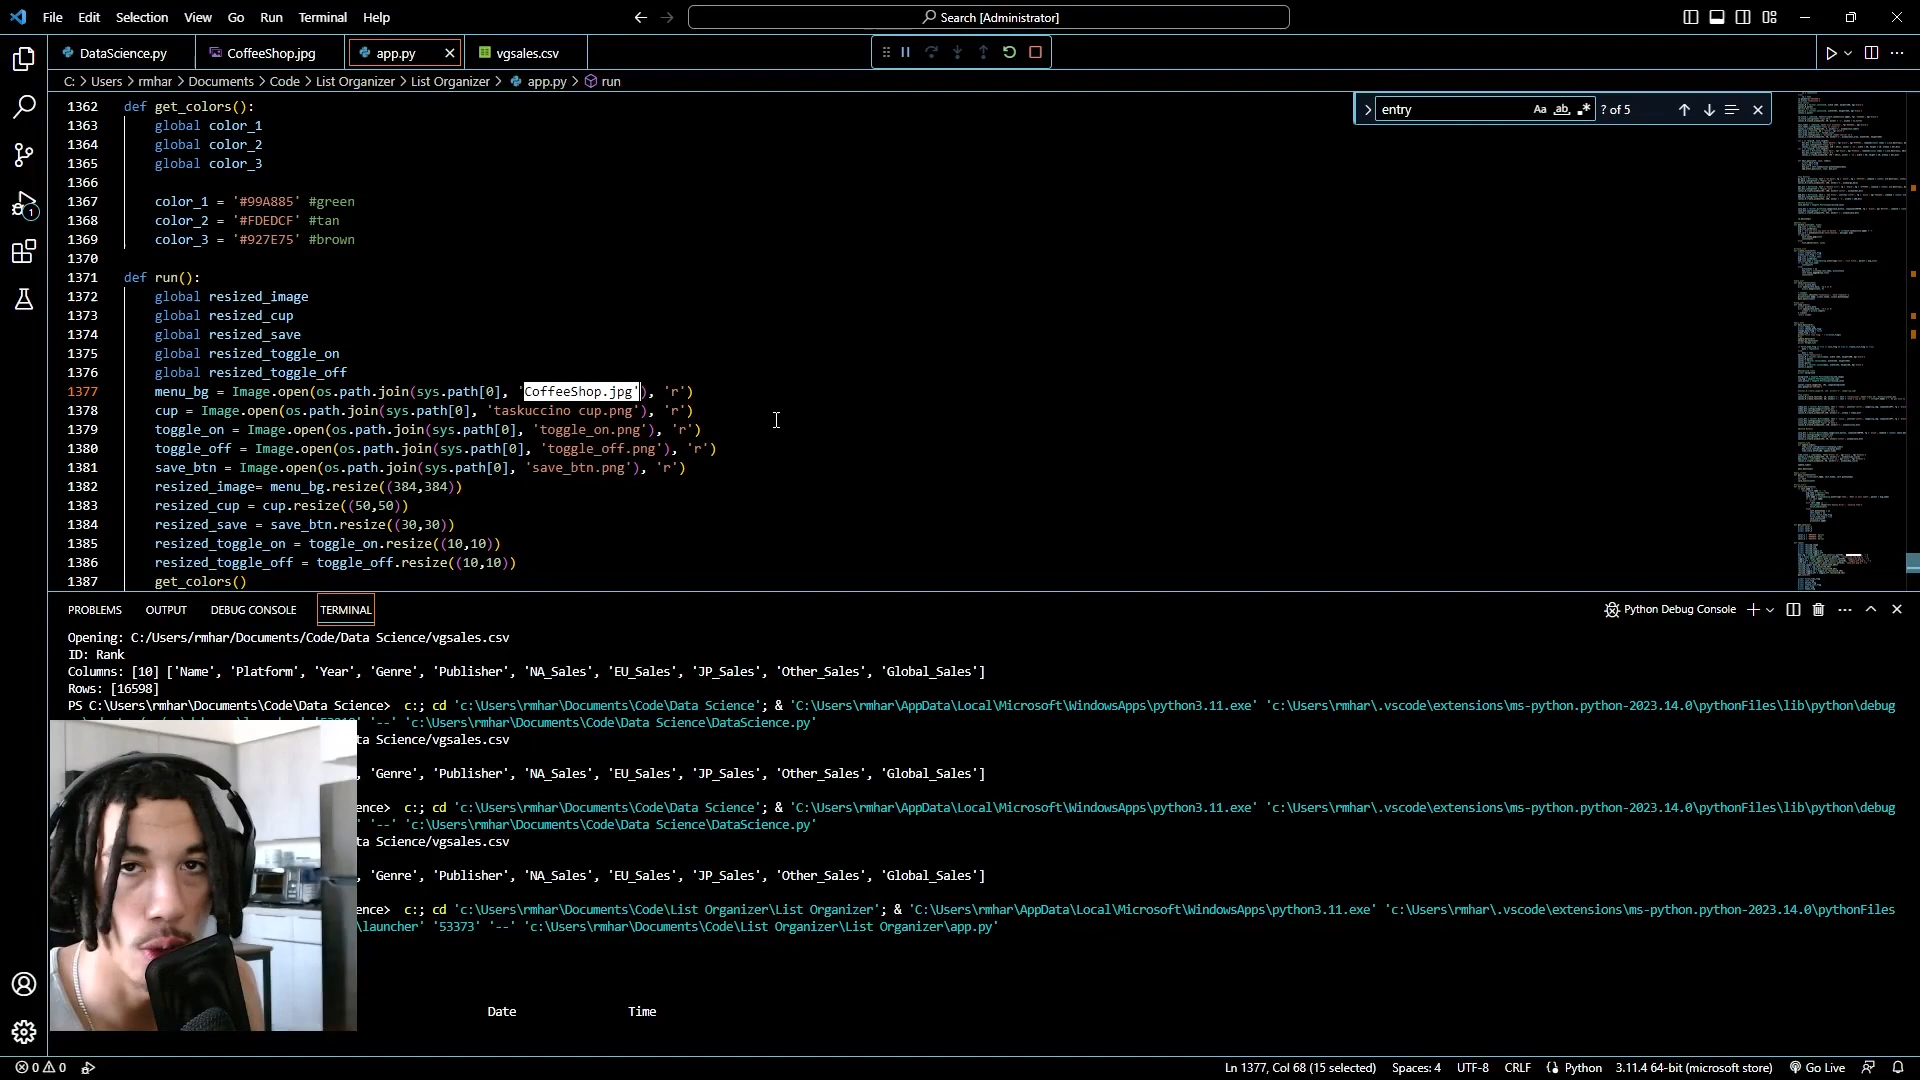 File Edit Selection View Go Run Terminal Help
Search [Administrator]
DataScience.py CoffeeShop.jpg app.py vgsales.csv
C: > Users > rmhar > Documents > Code > List Organizer > List Organizer > app.py > run
entry Aa ab ? of 5
1362 def get_colors():
1363 global color_1
1364 global color_2
1365 global color_3
1366
1367 color_1 = '#99A885' #green
1368 color_2 = '#FDEDCF' #tan
1369 color_3 = '#927E75' #brown
1370
1371 def run():
1372 global resized_image
1373 global resized_cup
1374 global resized_save
1375 global resized_toggle_on
1376 global resized_toggle_off
1377 menu_bg = Image.open(os.path.join(sys.path[0], 'CoffeeShop.jpg'), 'r')
1378 cup = Image.open(os.path.join(sys.path[0], 'taskuccino cup.png'), 'r')
1379 toggle_on = Image.open(os.path.join(sys.path[0], 'toggle_on.png'), 'r')
1380 toggle_off = Image.open(os.path.join(sys.path[0], 'toggle_off.png'), 'r')
1381 save_btn = Image.open(os.path.join(sys.path[0], 'save_btn.png'), 'r')
1382 resized_image= menu_bg.resize((384,384))
1383 resized_cup = cup.resize((50,50))
1384 resized_save = save_btn.resize((30,30))
1385 resized_toggle_on = toggle_on.resize((10,10))
1386 resized_toggle_off = toggle_off.resize((10,10))
1387 get_colors()
PROBLEMS OUTPUT DEBUG CONSOLE TERMINAL Python Debug Console
Opening: C:/Users/rmhar/Documents/Code/Data Science/vgsales.csv
ID: Rank
Columns: [10] ['Name', 'Platform', 'Year', 'Genre', 'Publisher', 'NA_Sales', 'EU_Sales', 'JP_Sales', 'Other_Sales', 'Global_Sales']
Rows: [16598]
PS C:\Users\rmhar\Documents\Code\Data Science> c:; cd 'c:\Users\rmhar\Documents\Code\Data Science'; & 'C:\Users\rmhar\AppData\Local\Microsoft\WindowsApps\python3.11.exe' 'c:\Users\rmhar\.vscode\extensions\ms-python.python-2023.14.0\pythonFiles\lib\python\debug
'--' 'c:\Users\rmhar\Documents\Code\Data Science\DataScience.py'
ta Science/vgsales.csv
, 'Genre', 'Publisher', 'NA_Sales', 'EU_Sales', 'JP_Sales', 'Other_Sales', 'Global_Sales']
ence> c:; cd 'c:\Users\rmhar\Documents\Code\Data Science'; & 'C:\Users\rmhar\AppData\Local\Microsoft\WindowsApps\python3.11.exe' 'c:\Users\rmhar\.vscode\extensions\ms-python.python-2023.14.0\pythonFiles\lib\python\debug
' '--' 'c:\Users\rmhar\Documents\Code\Data Science\DataScience.py'
ta Science/vgsales.csv
, 'Genre', 'Publisher', 'NA_Sales', 'EU_Sales', 'JP_Sales', 'Other_Sales', 'Global_Sales']
ence> c:; cd 'c:\Users\rmhar\Documents\Code\List Organizer\List Organizer'; & 'C:\Users\rmhar\AppData\Local\Microsoft\WindowsApps\python3.11.exe' 'c:\Users\rmhar\.vscode\extensions\ms-python.python-2023.14.0\pythonFiles
\launcher' '53373' '--' 'c:\Users\rmhar\Documents\Code\List Organizer\List Organizer\app.py'
Date Time
0 0 Ln 1377, Col 68 (15 selected) Spaces: 4 UTF-8 CRLF Python 3.11.4 64-bit (microsoft store) Go Live